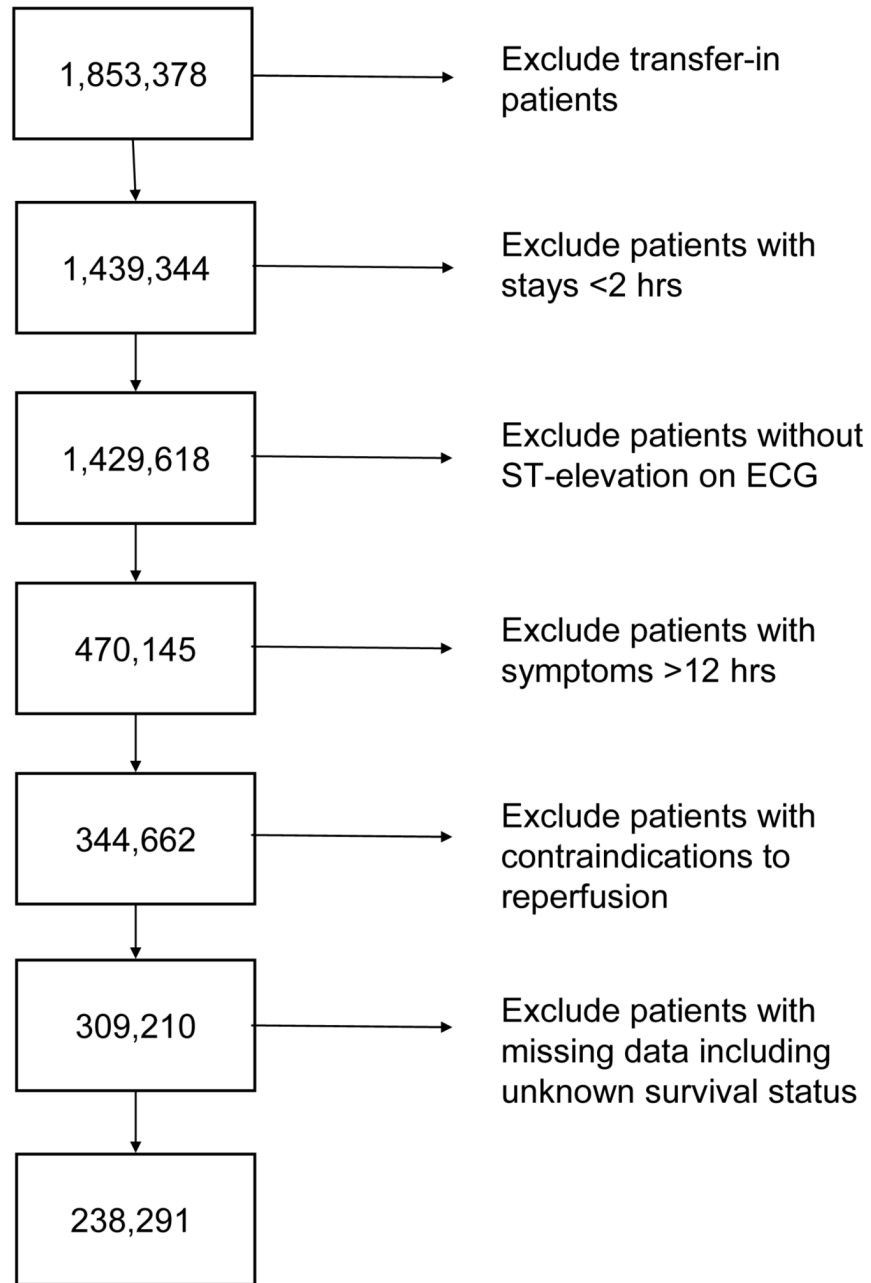 1,853,378
Exclude transfer-in
patients
1,439,344
Exclude patients with
stays <2 hrs
1,429,618
Exclude patients without
ST-elevation on ECG
470,145
Exclude patients with
symptoms >12 hrs
344,662
Exclude patients with
contraindications to
reperfusion
309,210
Exclude patients with
missing data including
unknown survival status
238,291